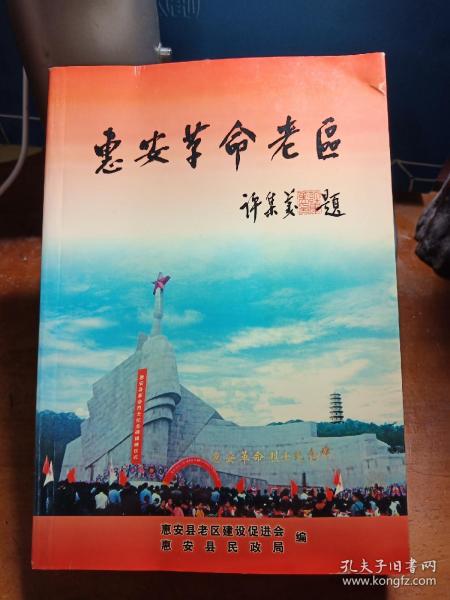 惠安革命老區
许集美 题
惠安革命烈士纪念碑
惠安县老区建设促进会
惠安县民政局
编
孔夫子旧书网
www.kongfz.com